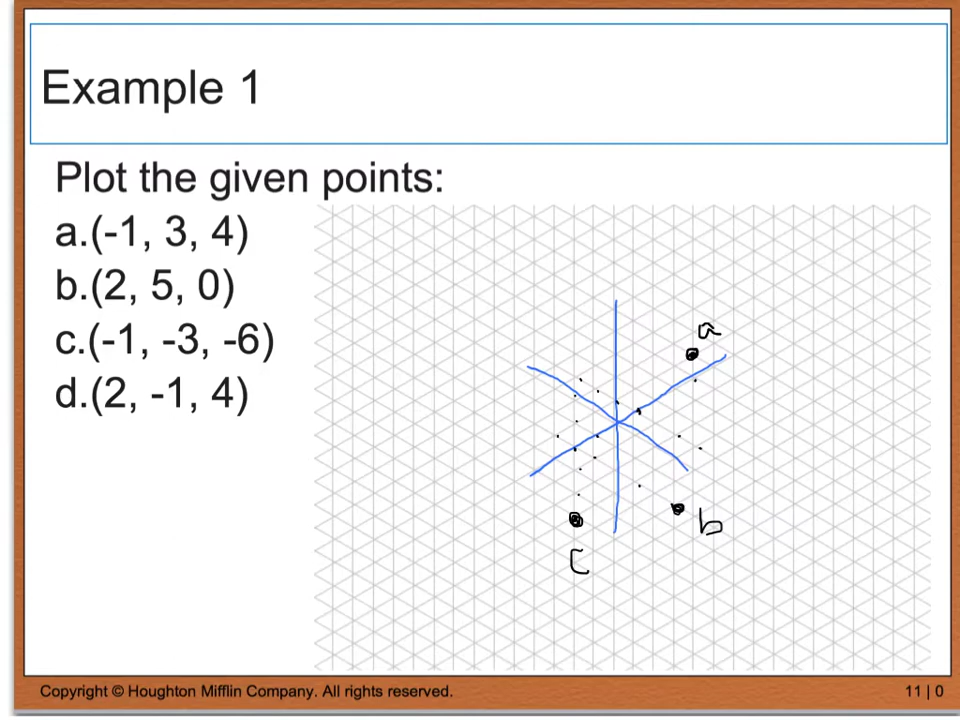 Example 1
Plot the given points:
a.(-1, 3, 4)
b.(2, 5, 0)
c.(-1, -3, -6)
d.(2, -1, 4)
a
b
C
Copyright © Houghton Mifflin Company. All rights reserved.
11 | 0